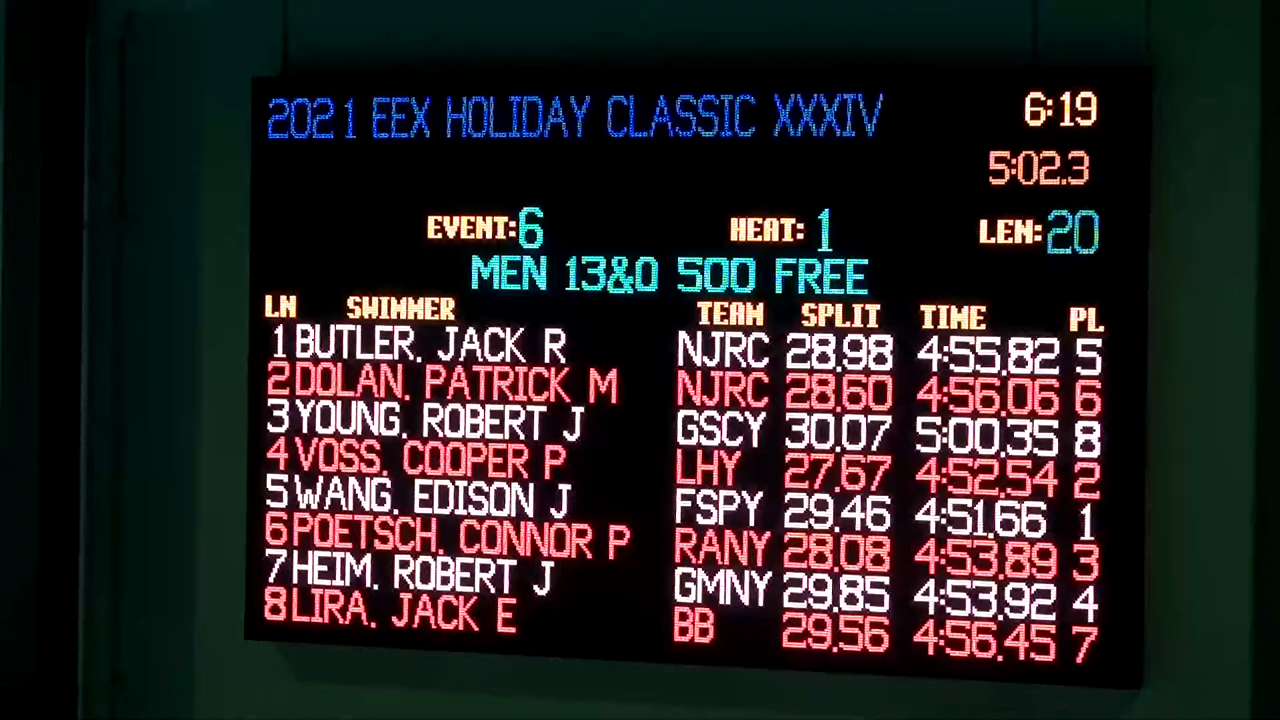 2021 EEX HOLIDAY CLASSIC XXXIV 6:19
5:02.3
EVENT:6 HEAT: 1 LEN:20
MEN 13&O 500 FREE
LN SWIMMER TEAM SPLIT TIME PL
1 BUTLER, JACK R NJRC 28.98 4:55.82 5
2 DOLAN, PATRICK M NJRC 28.60 4:56.06 6
3 YOUNG, ROBERT J GSCY 30.07 5:00.35 8
4 VOSS, COOPER P LHY 27.67 4:52.54 2
5 WANG, EDISON J FSPY 29.46 4:51.66 1
6 POETSCH, CONNOR P RANY 28.08 4:53.89 3
7 HEIM, ROBERT J GMNY 29.85 4:53.92 4
8 LIRA, JACK E BB 29.56 4:56.45 7